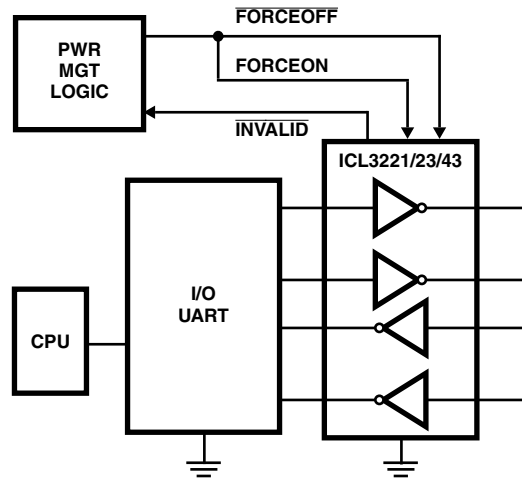 FORCEOFF
PWR
MGT
LOGIC
FORCEON
INVALID
ICL3221/23/43
I/O
UART
CPU